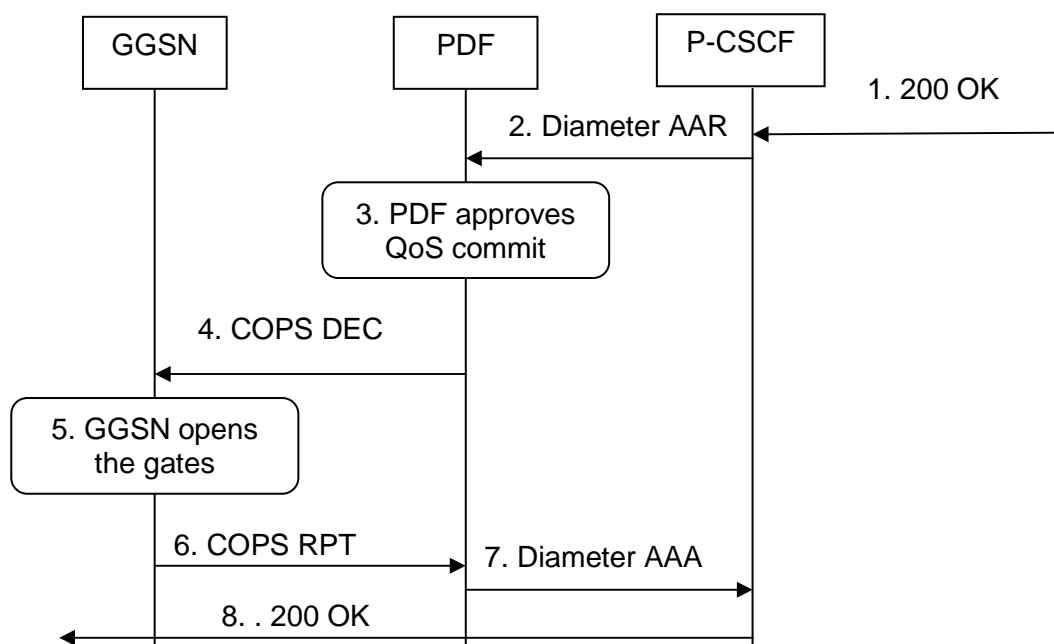 GGSN
PDF
P-CSCF
1. 200 OK
2. Diameter AAR
3. PDF approves
QoS commit
4. COPS DEC
5. GGSN opens
the gates
6. COPS RPT
7. Diameter AAA
8. . 200 OK